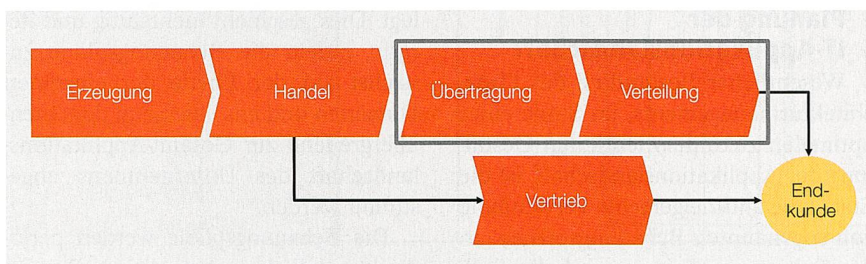 Erzeugung
Handel
Übertragung
Verteilung
Vertrieb
End-
kunde